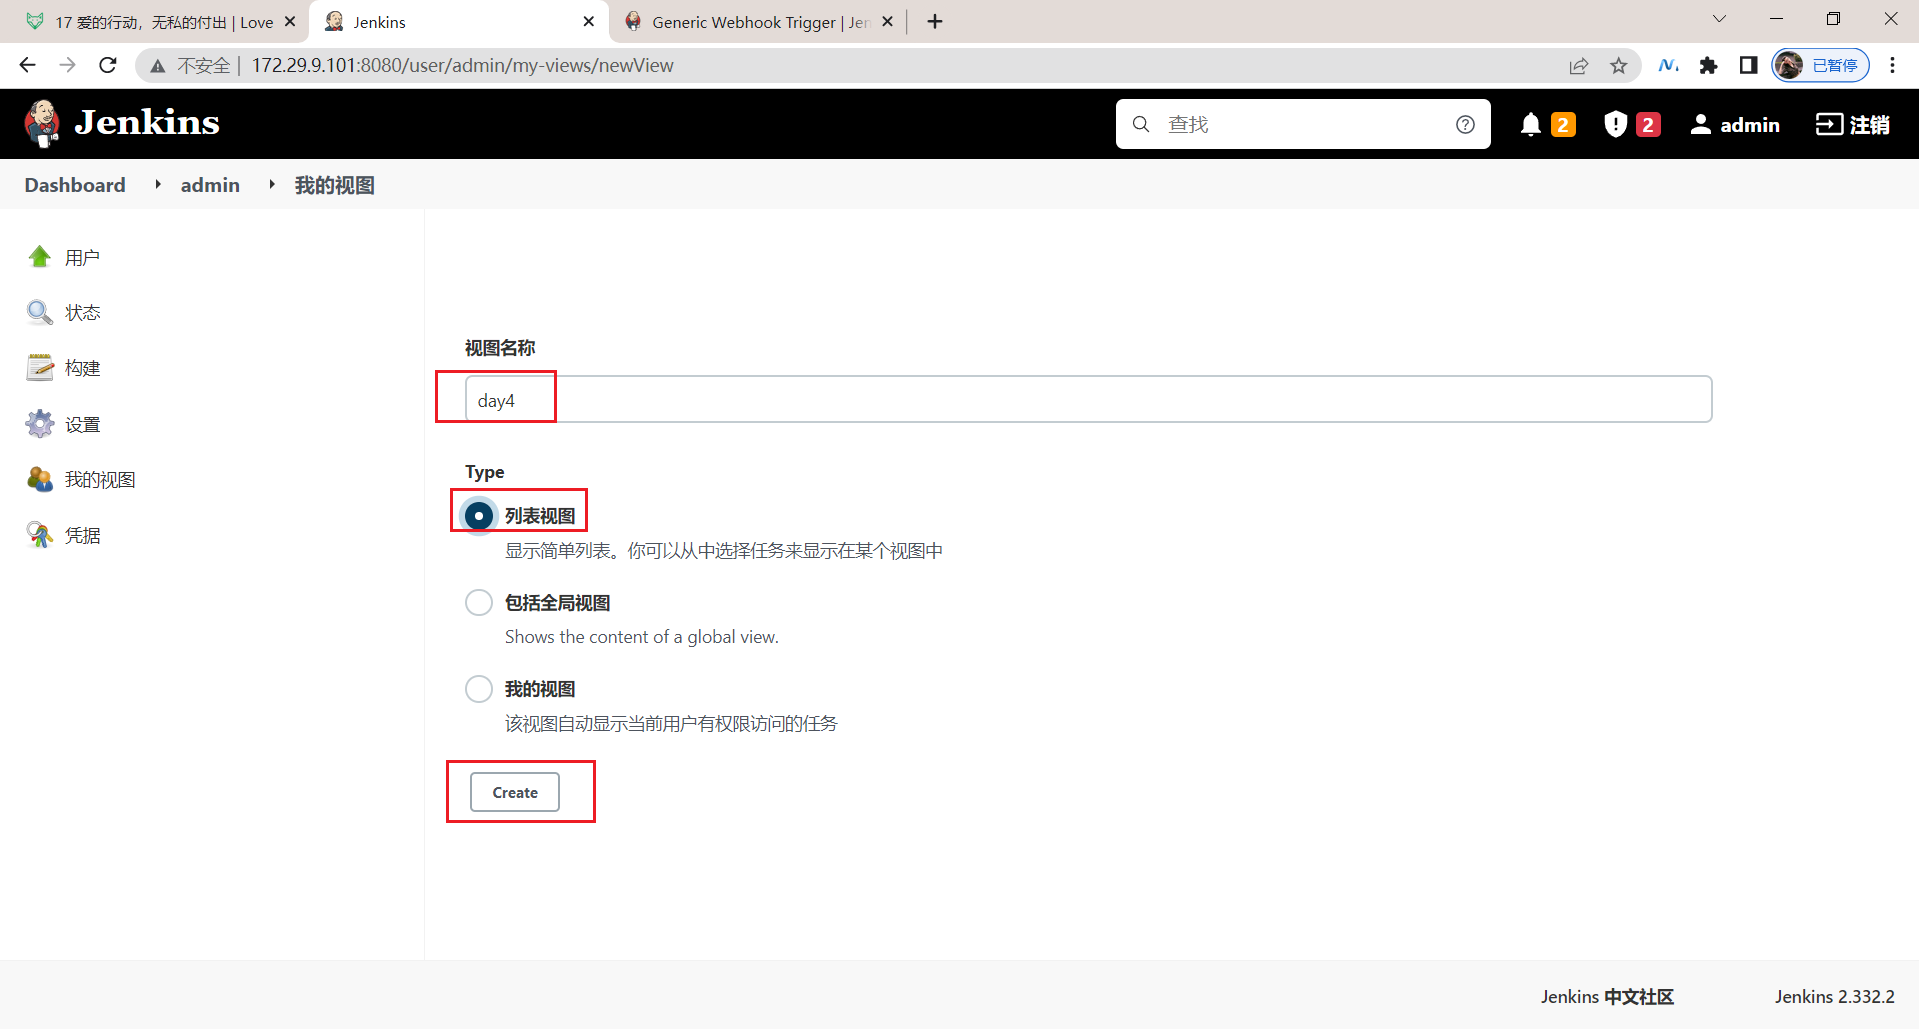 17 爱的行动，无私的付出 | Love
Jenkins
Generic Webhook Trigger | Jen
不安全 | 172.29.9.101:8080/user/admin/my-views/newView
已暂停
Jenkins
查找
2
2
admin
注销
Dashboard
admin
我的视图
用户
状态
构建
设置
我的视图
凭据
视图名称
day4
Type
列表视图
显示简单列表。你可以从中选择任务来显示在某个视图中
包括全局视图
Shows the content of a global view.
我的视图
该视图自动显示当前用户有权限访问的任务
Create
Jenkins 中文社区
Jenkins 2.332.2